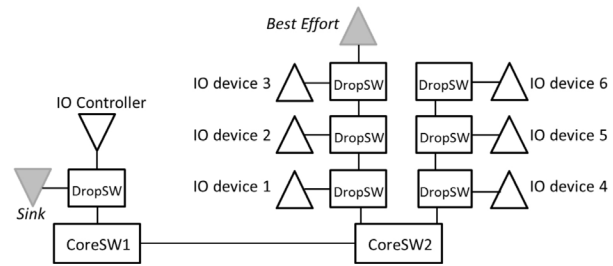 Best Effort
IO device 3
DropSW
DropSW
IO device 6
IO Controller
IO device 2
DropSW
DropSW
IO device 5
DropSW
Sink
IO device 1
DropSW
DropSW
IO device 4
CoreSW1
CoreSW2